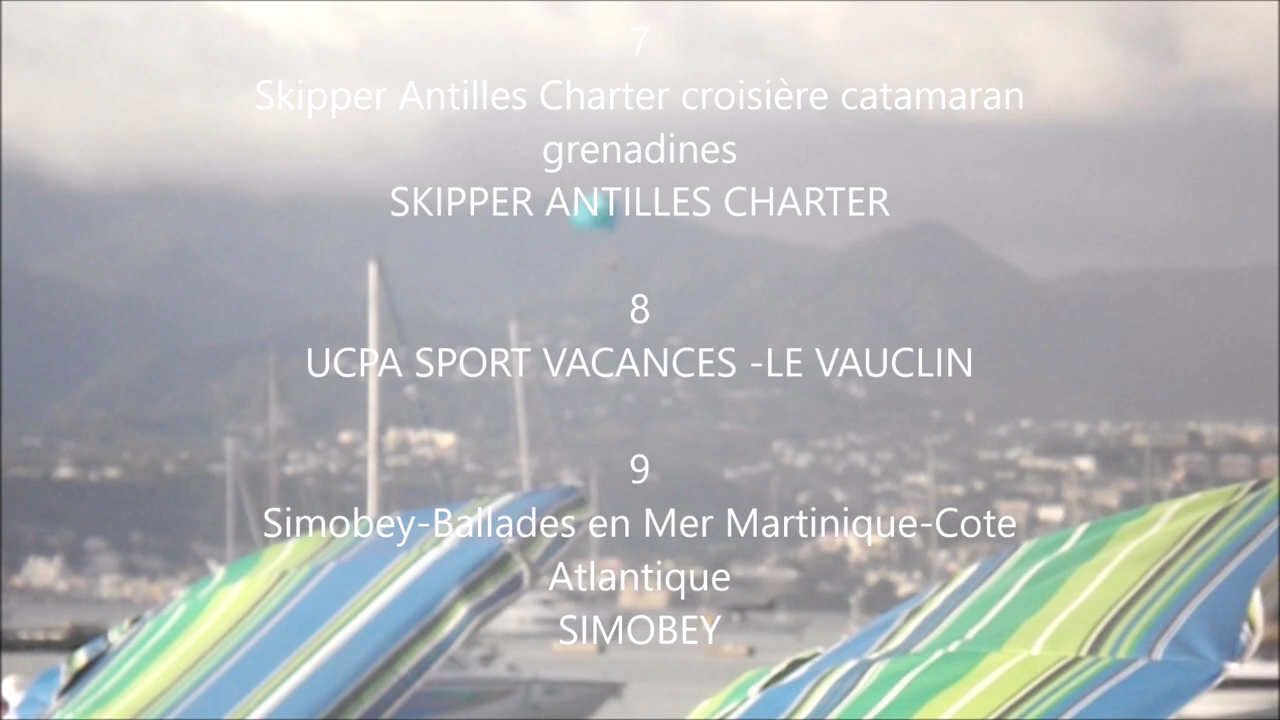 7
Skipper Antilles Charter croisière catamaran
grenadines
SKIPPER ANTILLES CHARTER
8
UCPA SPORT VACANCES -LE VAUCLIN
9
Simobey-Ballades en Mer Martinique-Cote
Atlantique
SIMOBEY